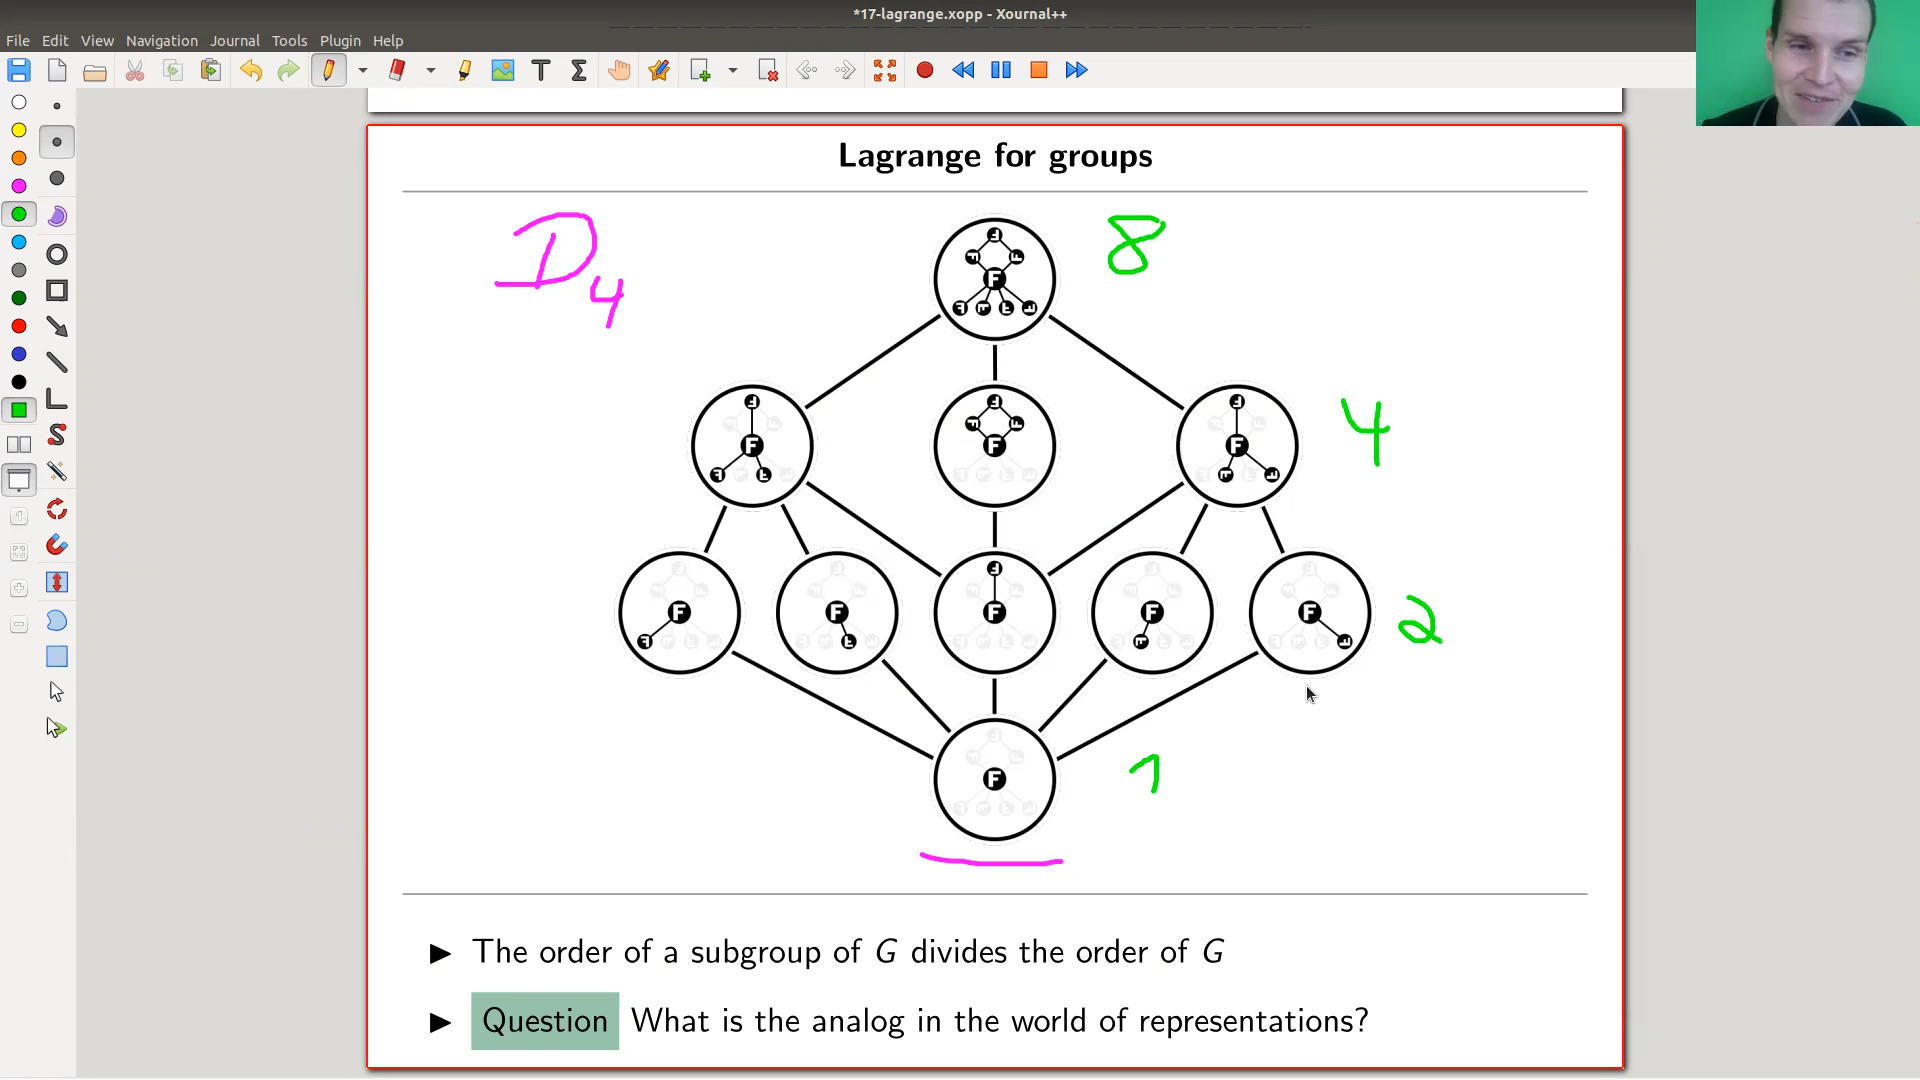 *17-lagrange.xopp - Xournal++
File Edit View Navigation Journal Tools Plugin Help
Lagrange for groups
D4
8
4
2
1
▶ The order of a subgroup of G divides the order of G
▶ Question What is the analog in the world of representations?